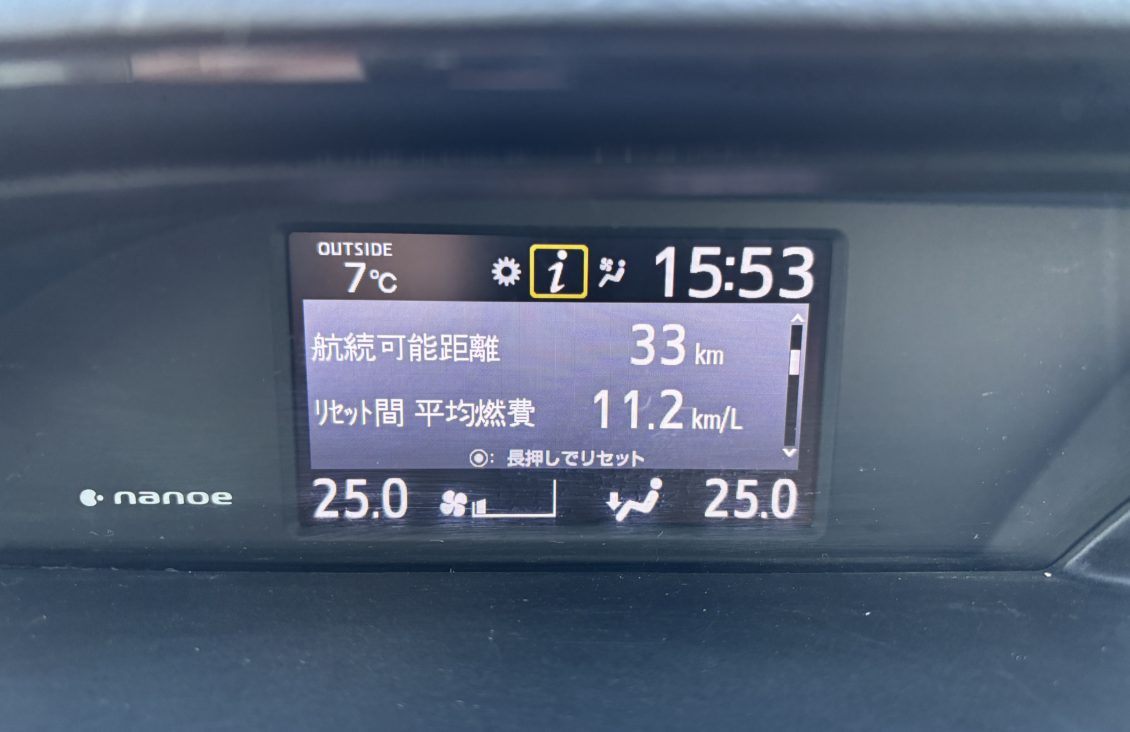 OUTSIDE
7℃
i
15:53
航続可能距離 33 km
リセット間 平均燃費 11.2 km/L
◉: 長押しでリセット
25.0 25.0
nanoe